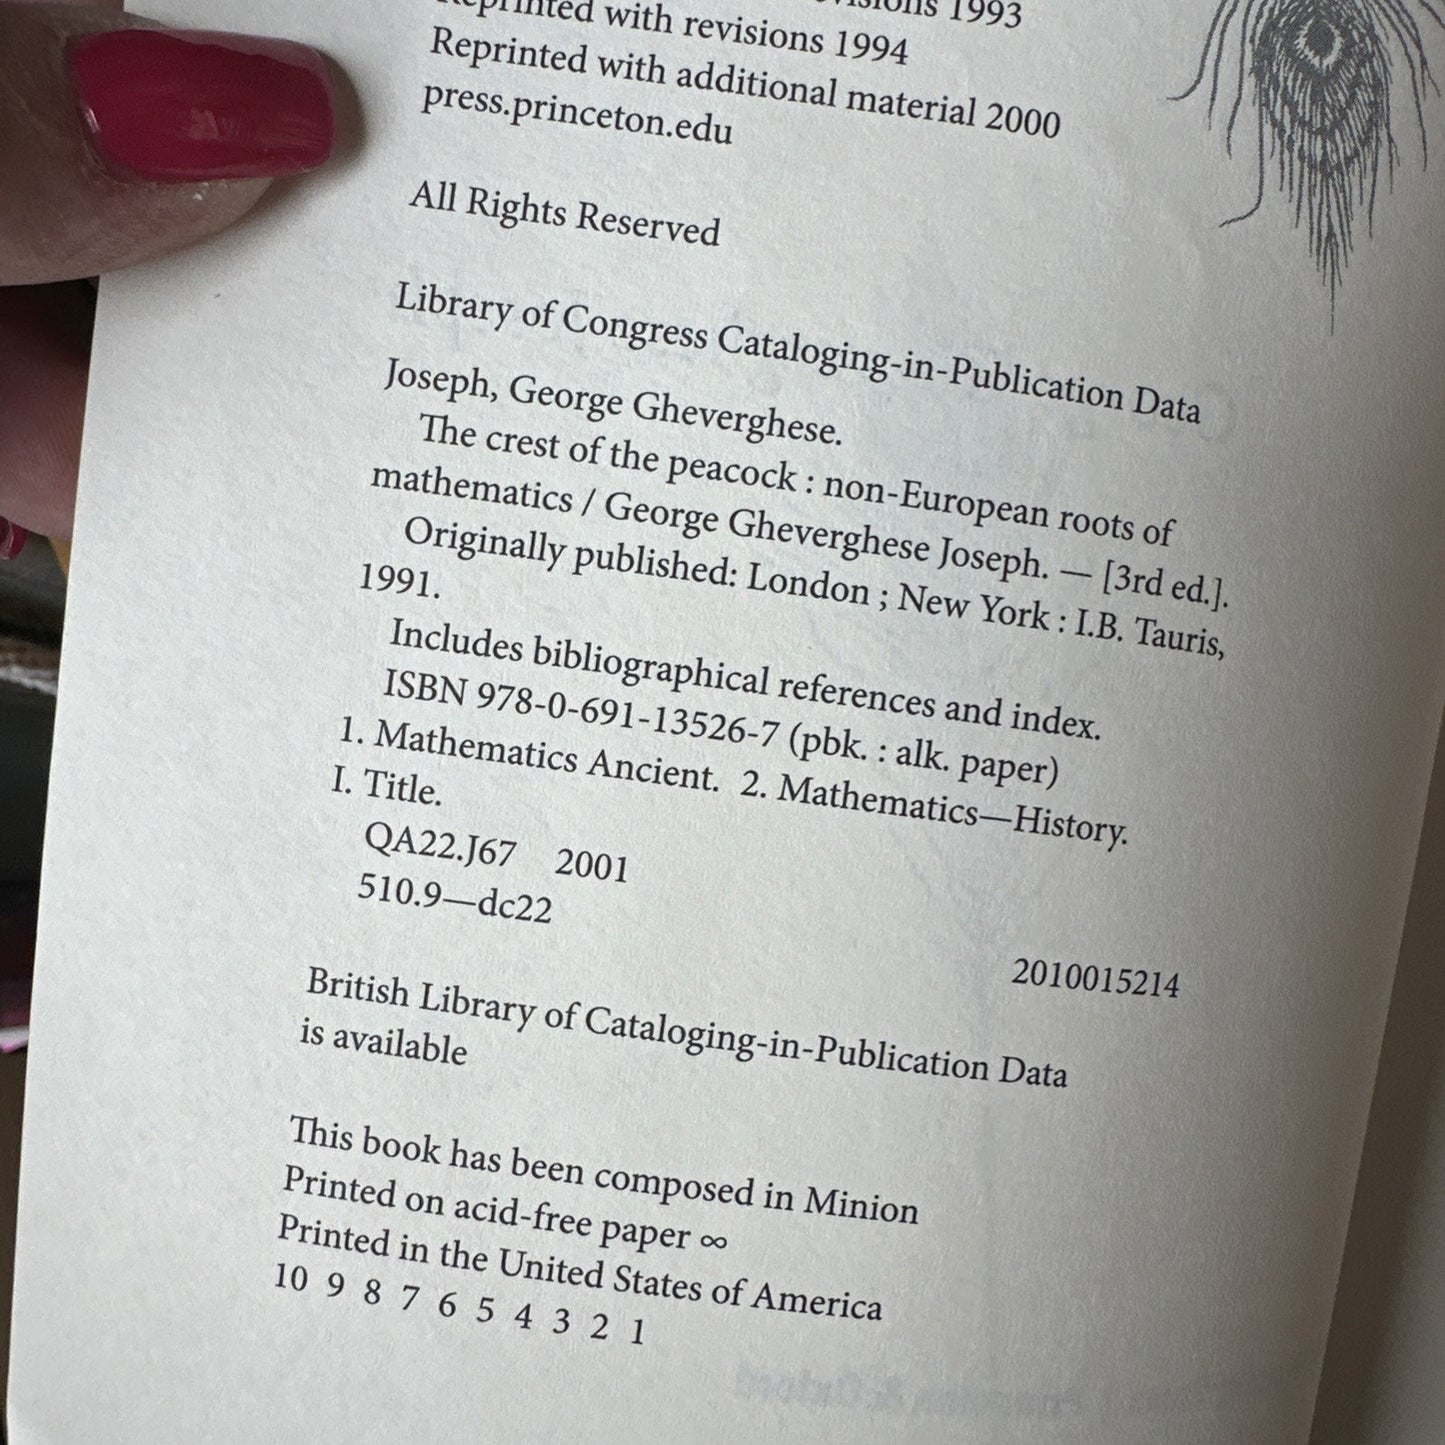 revisions 1993
Reprinted with revisions 1994
Reprinted with additional material 2000
press.princeton.edu
All Rights Reserved
Library of Congress Cataloging-in-Publication Data
Joseph, George Gheverghese.
The crest of the peacock : non-European roots of
mathematics / George Gheverghese Joseph. — [3rd ed.].
Originally published: London ; New York : I.B. Tauris,
1991.
Includes bibliographical references and index.
ISBN 978-0-691-13526-7 (pbk. : alk. paper)
1. Mathematics Ancient. 2. Mathematics—History.
I. Title.
QA22.J67 2001
510.9—dc22
2010015214
British Library of Cataloging-in-Publication Data
is available
This book has been composed in Minion
Printed on acid-free paper ∞
Printed in the United States of America
10 9 8 7 6 5 4 3 2 1